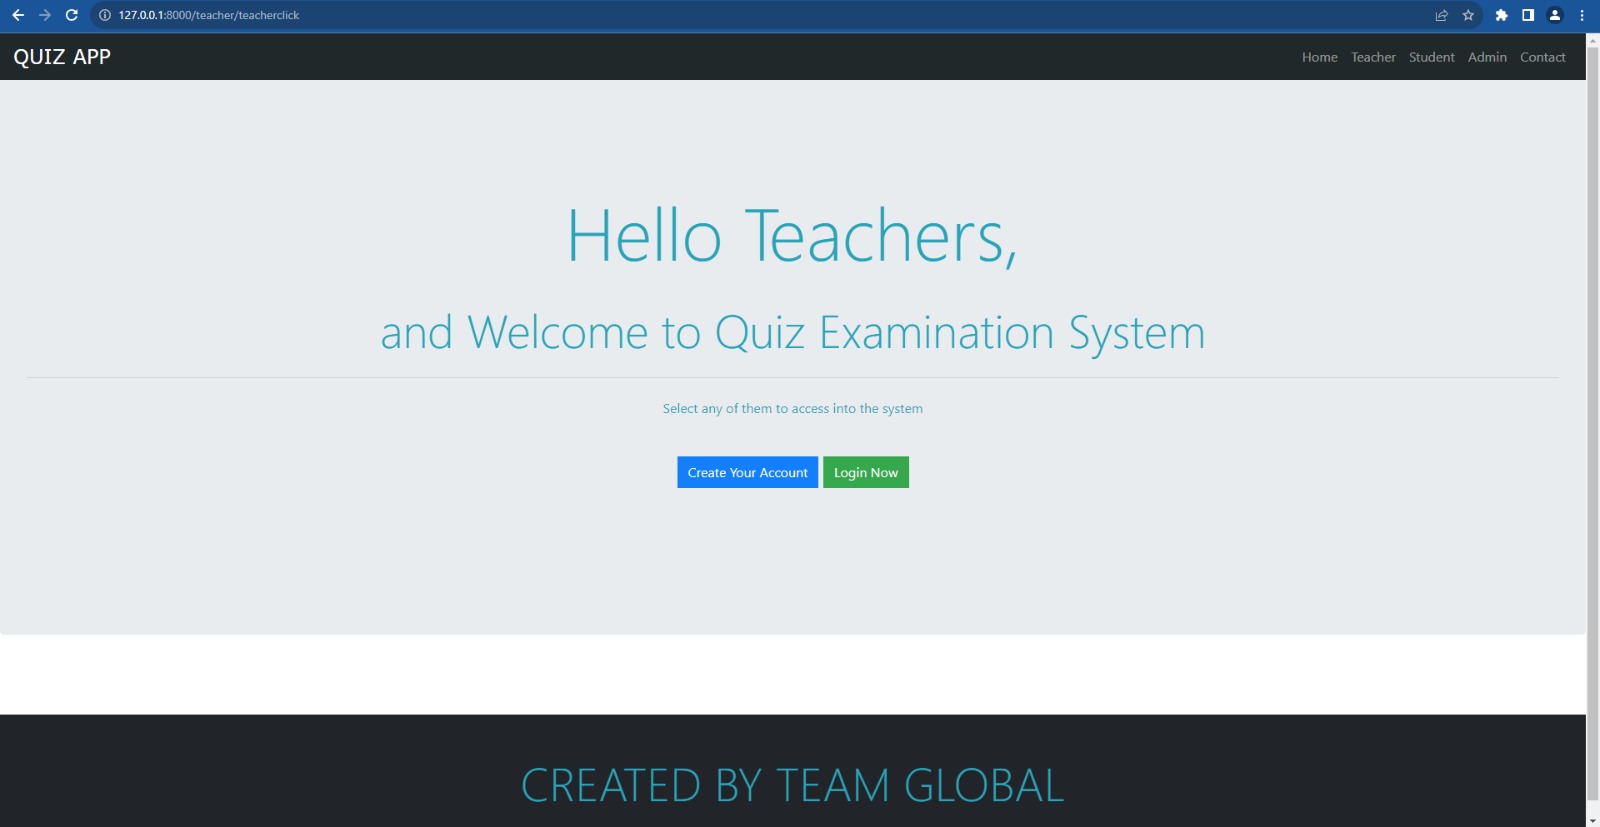 127.0.0.1:8000/teacher/teacherclick
QUIZ APP
Home Teacher Student Admin Contact
Hello Teachers,
and Welcome to Quiz Examination System
Select any of them to access into the system
Create Your Account Login Now
CREATED BY TEAM GLOBAL